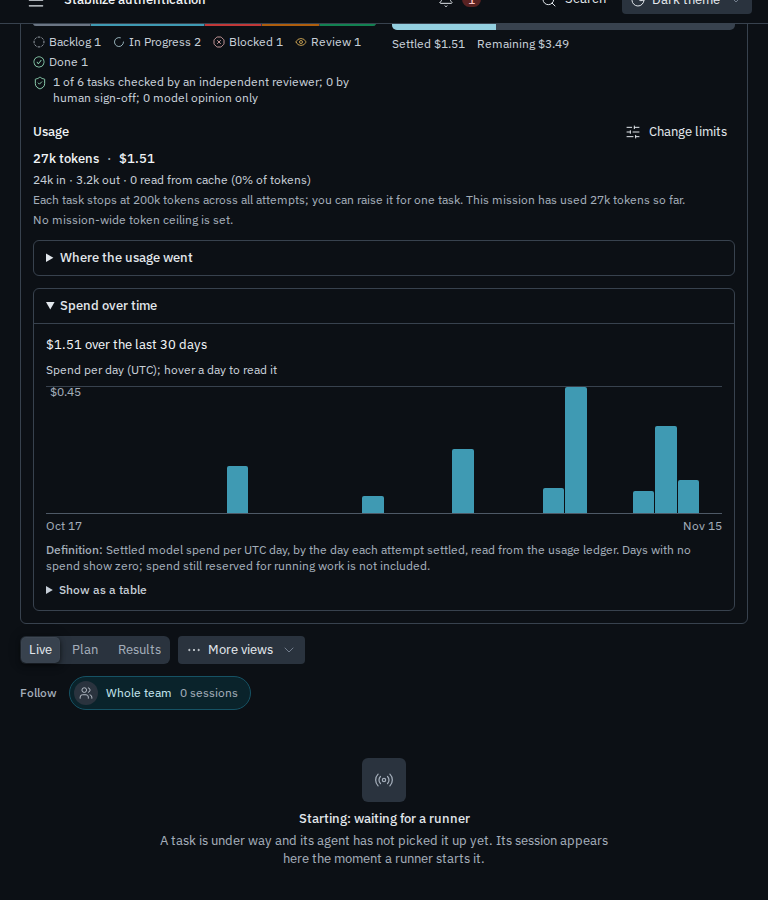 Stabilize authentication
1
Search
Dark theme
Backlog 1 In Progress 2 Blocked 1 Review 1
Done 1
Settled $1.51 Remaining $3.49
1 of 6 tasks checked by an independent reviewer; 0 by
human sign-off; 0 model opinion only
Usage
Change limits
27k tokens · $1.51
24k in · 3.2k out · 0 read from cache (0% of tokens)
Each task stops at 200k tokens across all attempts; you can raise it for one task. This mission has used 27k tokens so far.
No mission-wide token ceiling is set.
Where the usage went
Spend over time
$1.51 over the last 30 days
Spend per day (UTC); hover a day to read it
$0.45
Oct 17
Nov 15
Definition: Settled model spend per UTC day, by the day each attempt settled, read from the usage ledger. Days with no
spend show zero; spend still reserved for running work is not included.
Show as a table
Live Plan Results ··· More views
Follow Whole team 0 sessions
Starting: waiting for a runner
A task is under way and its agent has not picked it up yet. Its session appears
here the moment a runner starts it.